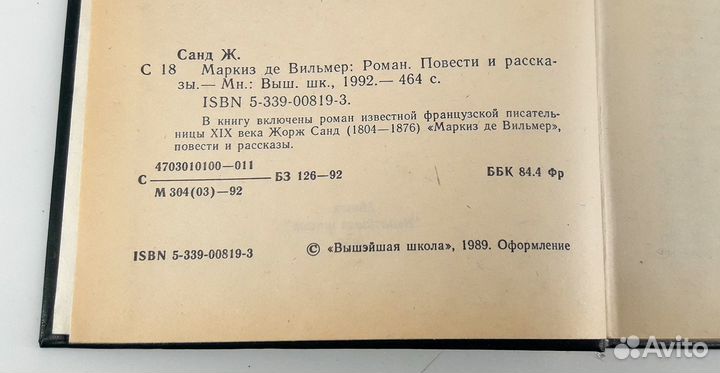 Санд Ж.
С 18 Маркиз де Вильмер: Роман. Повести и расска-
зы.— Мн.: Выш. шк., 1992.— 464 с.
ISBN 5-339-00819-3.
В книгу включены роман известной французской писатель-
ницы XIX века Жорж Санд (1804—1876) «Маркиз де Вильмер»,
повести и рассказы.
4703010100—011
С БЗ 126—92 ББК 84.4 Фр
М 304(03)—92
ISBN 5-339-00819-3
© «Вышэйшая школа», 1989. Оформление
Avito